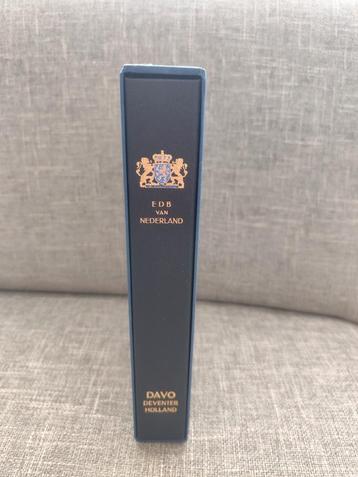 E D B
VAN
NEDERLAND
DAVO
DEVENTER
HOLLAND